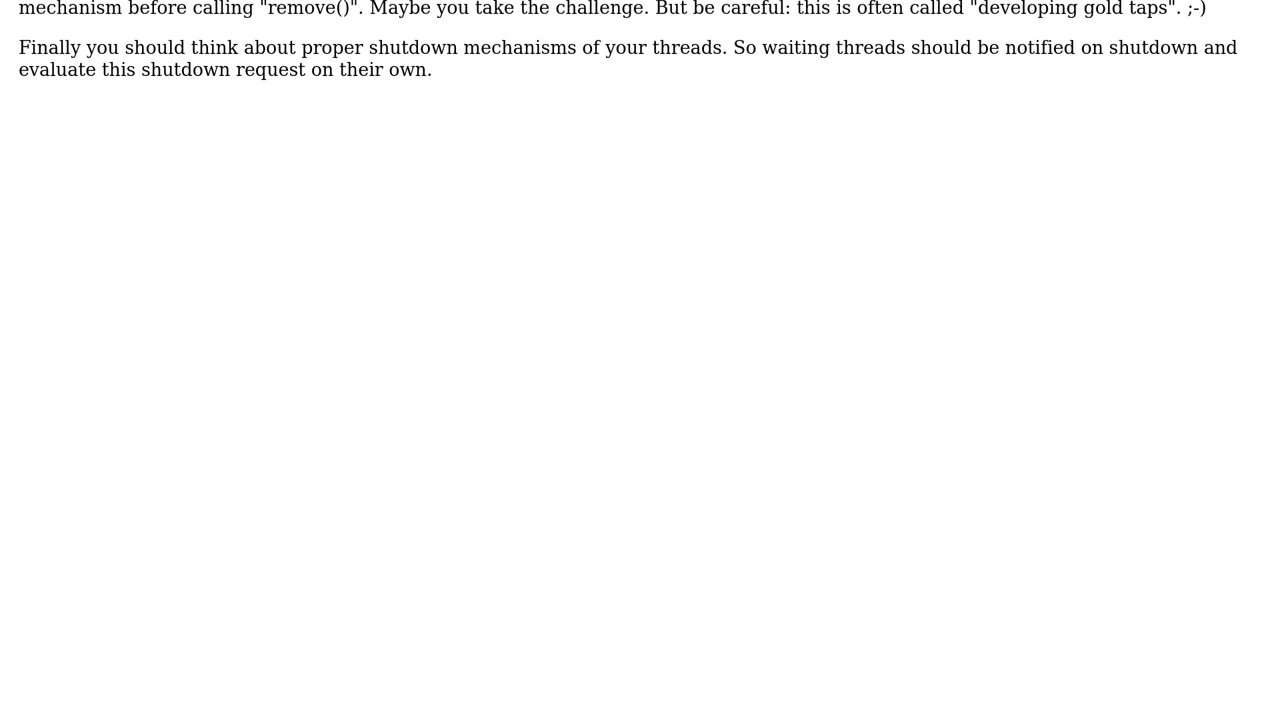 mechanism before calling "remove()". Maybe you take the challenge. But be careful: this is often called "developing gold taps". ;-)
Finally you should think about proper shutdown mechanisms of your threads. So waiting threads should be notified on shutdown and
evaluate this shutdown request on their own.